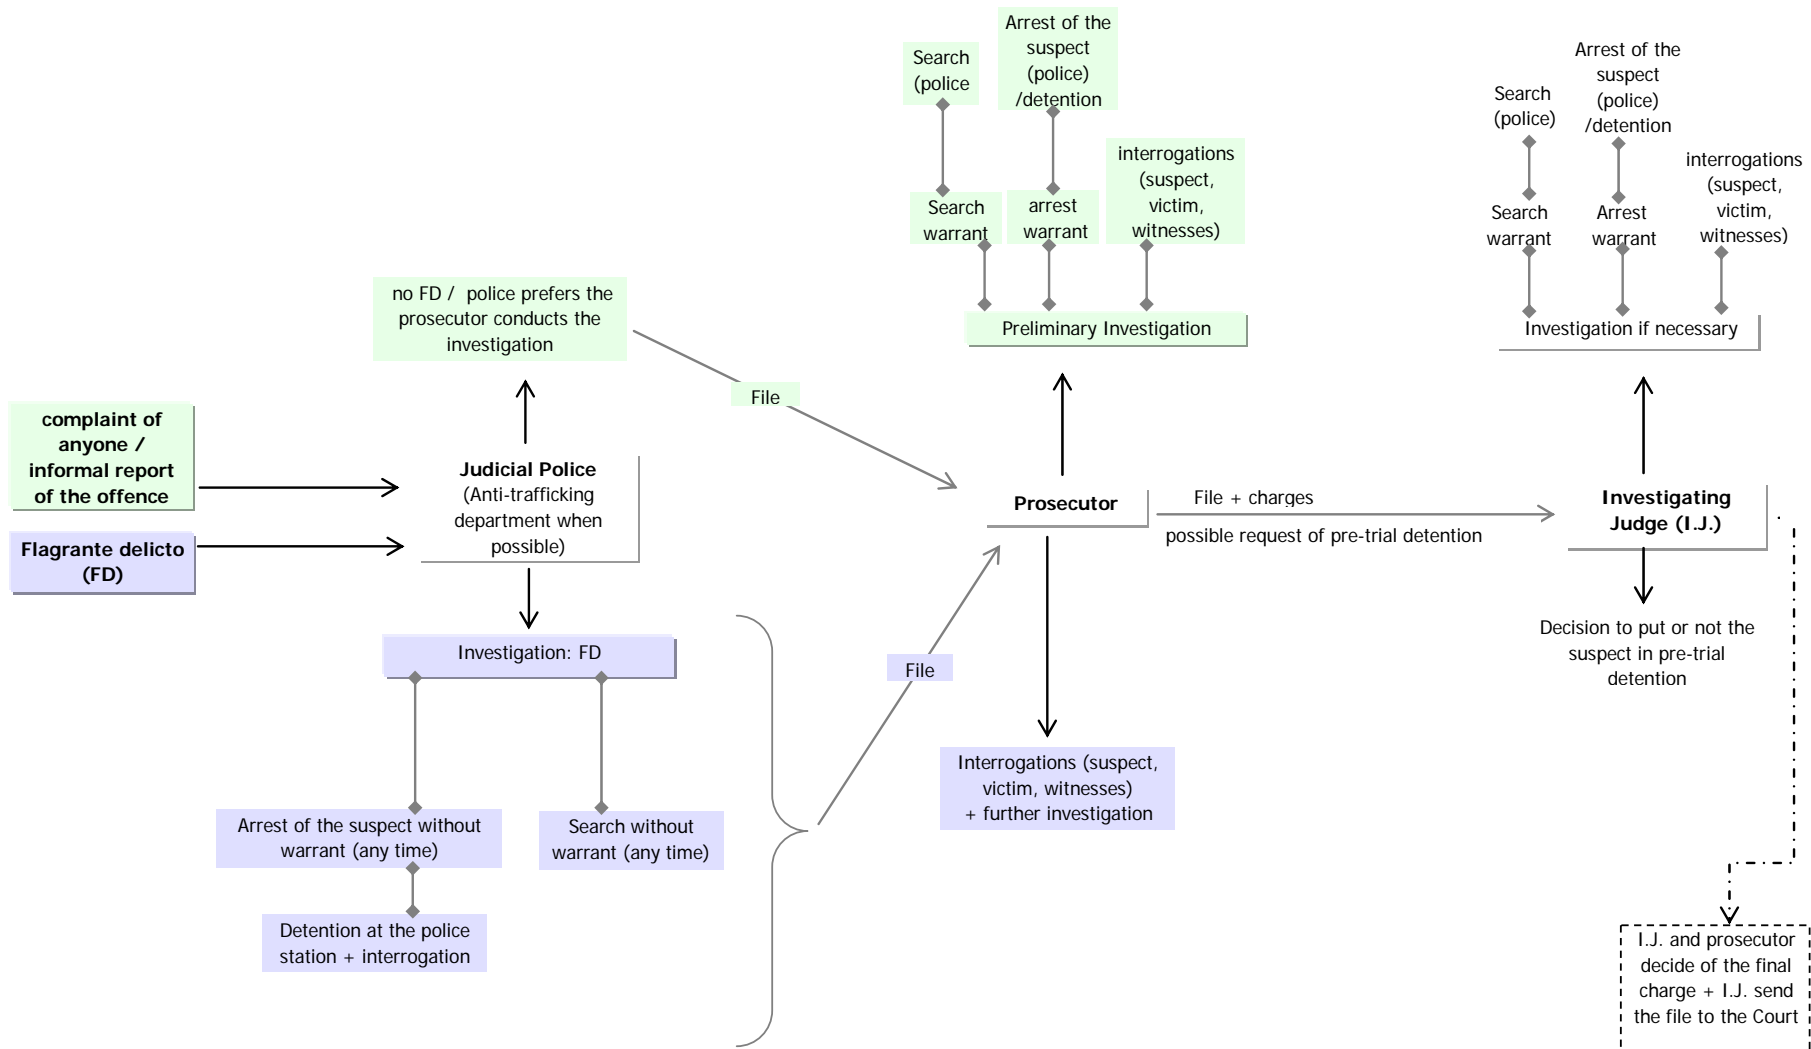 Arrest of the
suspect
(police)
/detention
Search
(police
interrogations
(suspect,
victim,
witnesses)
Search
warrant
arrest
warrant
Preliminary Investigation
Arrest of the
suspect
(police)
/detention
Search
(police)
interrogations
(suspect,
victim,
witnesses)
Search
warrant
Arrest
warrant
Investigation if necessary
no FD / police prefers the
prosecutor conducts the
investigation
File
complaint of
anyone /
informal report
of the offence
Flagrante delicto
(FD)
Judicial Police
(Anti-trafficking
department when
possible)
Prosecutor
File + charges
possible request of pre-trial detention
Investigating
Judge (I.J.)
Investigation: FD
File
Decision to put or not the
suspect in pre-trial
detention
Arrest of the suspect without
warrant (any time)
Search without
warrant (any time)
Detention at the police
station + interrogation
Interrogations (suspect,
victim, witnesses)
+ further investigation
I.J. and prosecutor
decide of the final
charge + I.J. send
the file to the Court